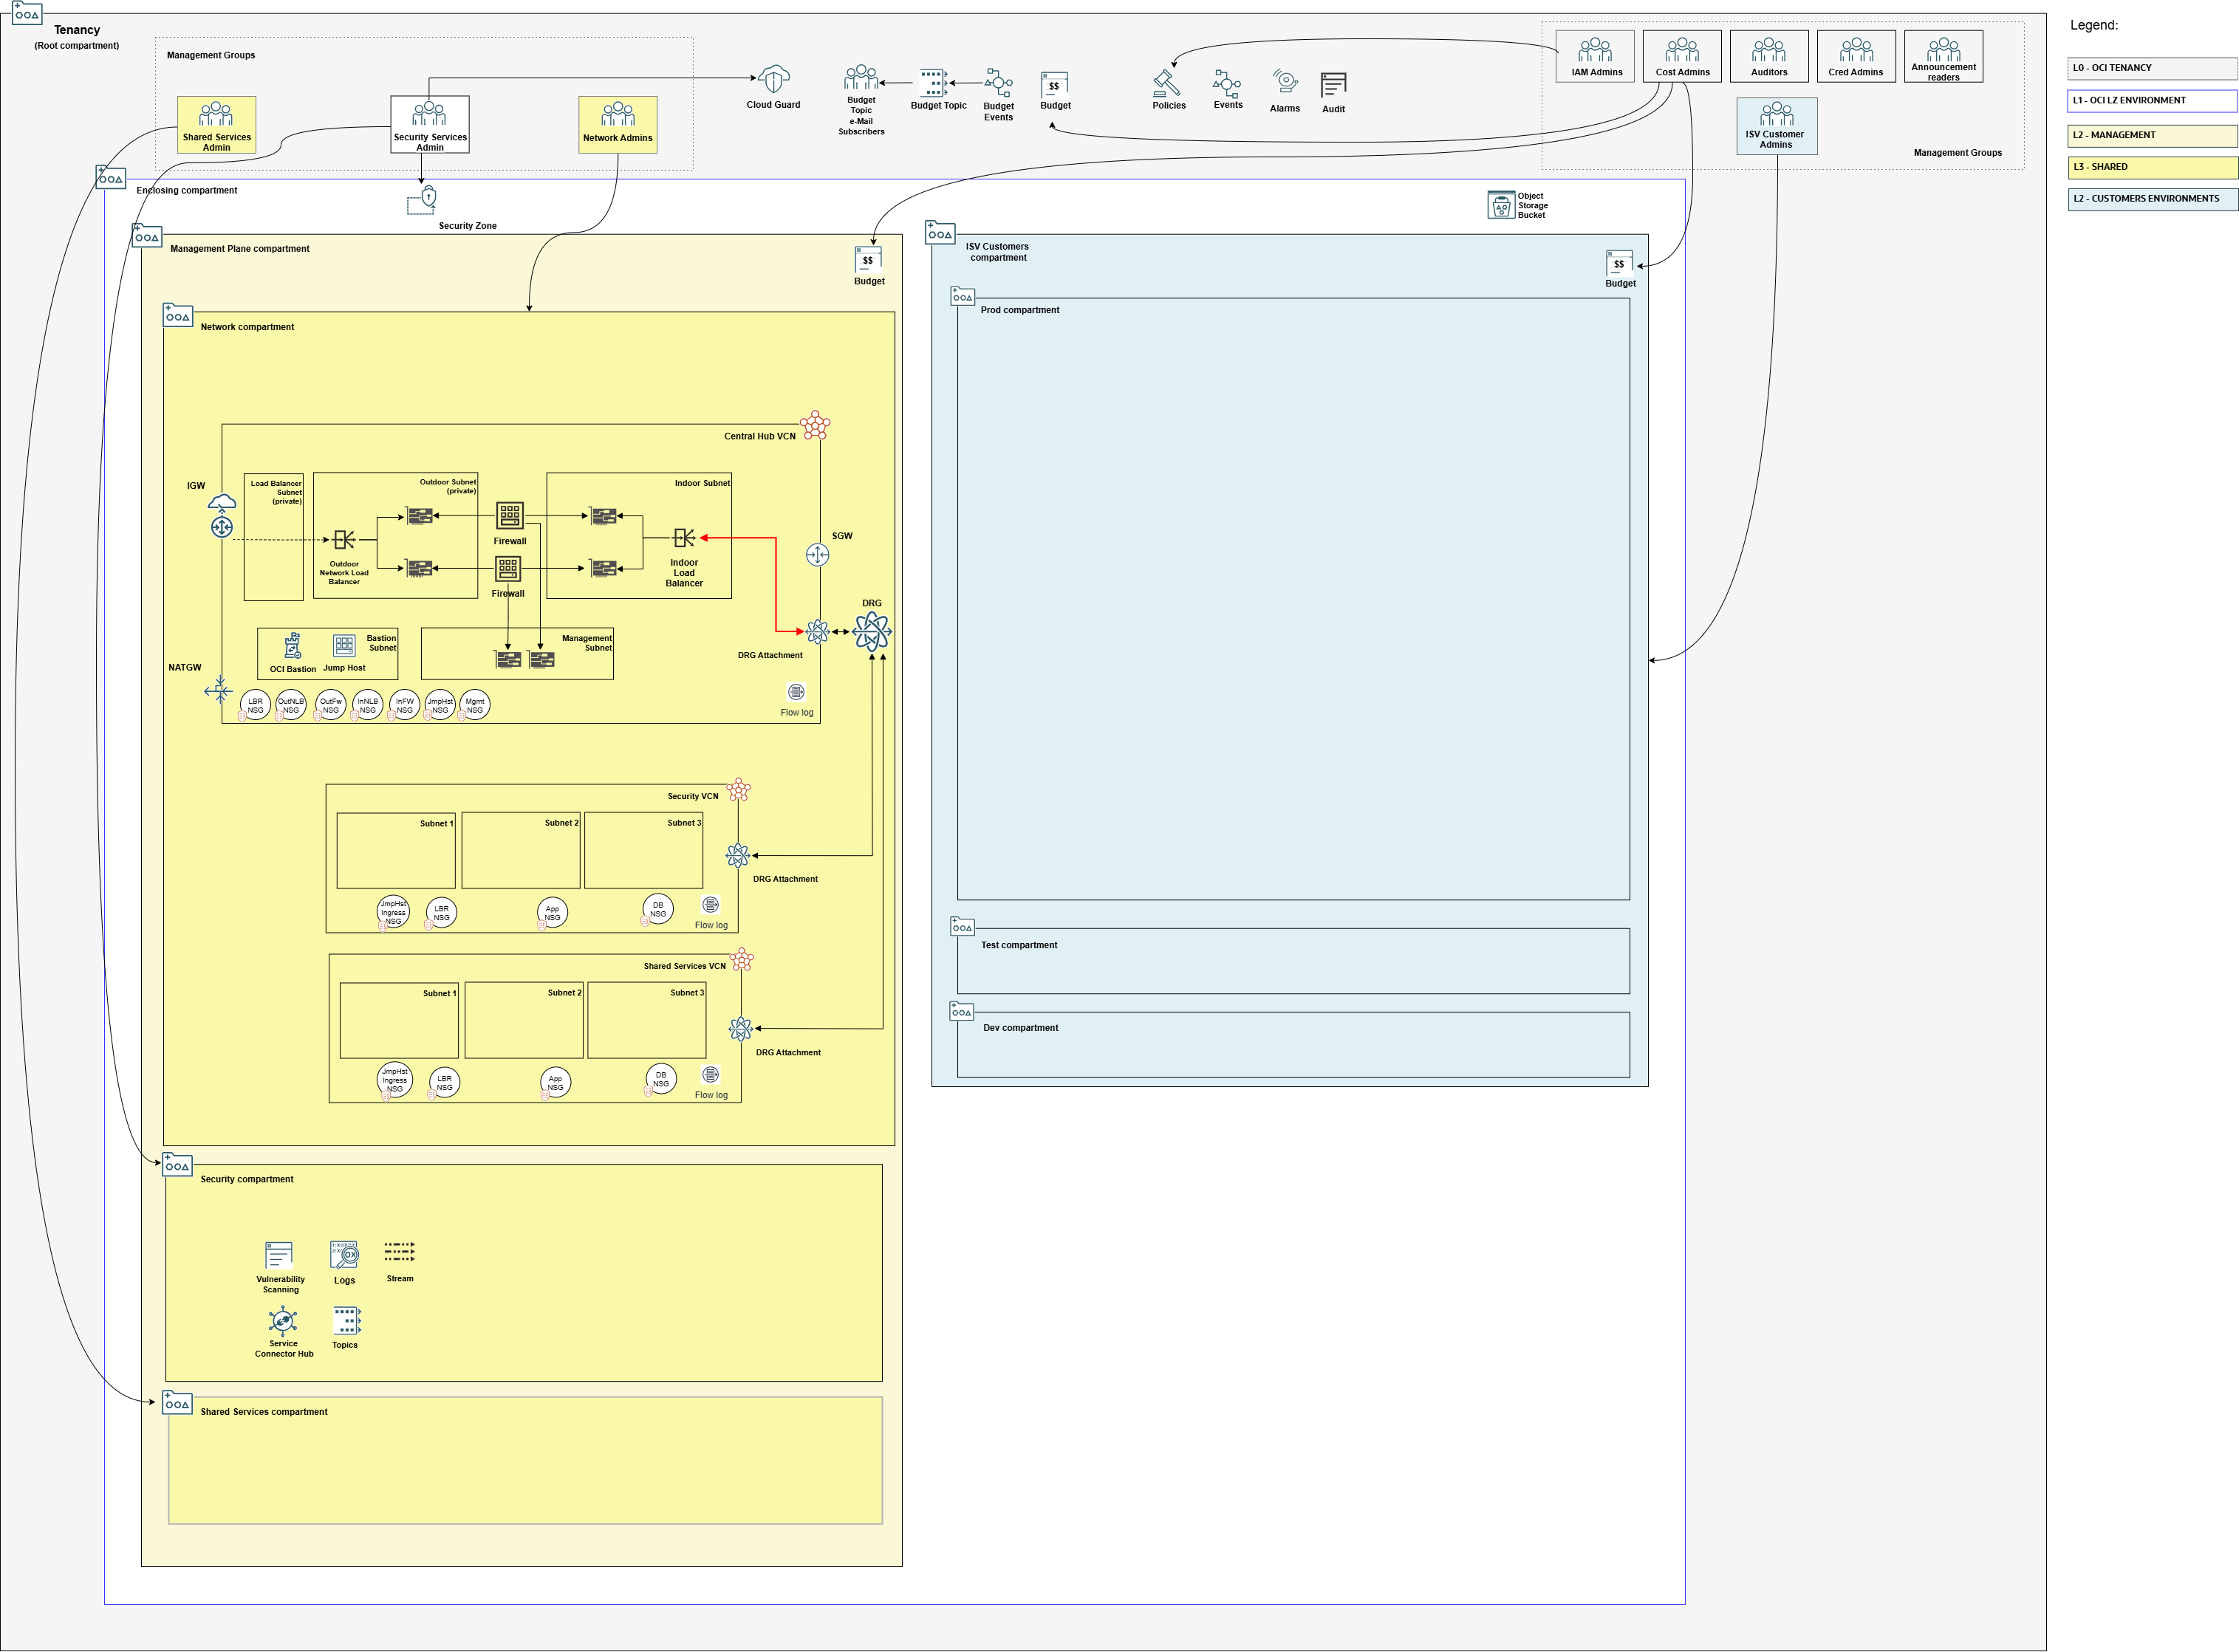 Tenancy
(Root compartment)
Management Groups
Shared Services
Admin
Security Services
Admin
Network Admins
Cloud Guard
Budget
Topic
e-Mail
Subscribers
Budget Topic
Budget
Events
$$
Budget
Policies
Events
Alarms
Audit
IAM Admins
Cost Admins
Auditors
Cred Admins
Announcement
readers
ISV Customer
Admins
Management Groups
Legend:
L0 - OCI TENANCY
L1 - OCI LZ ENVIRONMENT
L2 - MANAGEMENT
L3 - SHARED
L2 - CUSTOMERS ENVIRONMENTS
Enclosing compartment
Security Zone
Object
Storage
Bucket
Management Plane compartment
$$
Budget
Network compartment
Central Hub VCN
IGW
Load Balancer
Subnet
(private)
Outdoor Subnet
(private)
Outdoor
Network Load
Balancer
Firewall
Firewall
Indoor Subnet
Indoor
Load
Balancer
SGW
DRG
DRG Attachment
NATGW
Bastion
Subnet
OCI Bastion
Jump Host
Management
Subnet
LBR
NSG
OutNLB
NSG
OutFw
NSG
InNLB
NSG
InFW
NSG
JmpHst
NSG
Mgmt
NSG
Flow log
Security VCN
Subnet 1
Subnet 2
Subnet 3
DRG Attachment
JmpHst
Ingress
NSG
LBR
NSG
App
NSG
DB
NSG
Flow log
Shared Services VCN
Subnet 1
Subnet 2
Subnet 3
DRG Attachment
JmpHst
Ingress
NSG
LBR
NSG
App
NSG
DB
NSG
Flow log
Security compartment
Vulnerability
Scanning
Logs
Stream
Service
Connector Hub
Topics
Shared Services compartment
ISV Customers
compartment
$$
Budget
Prod compartment
Test compartment
Dev compartment